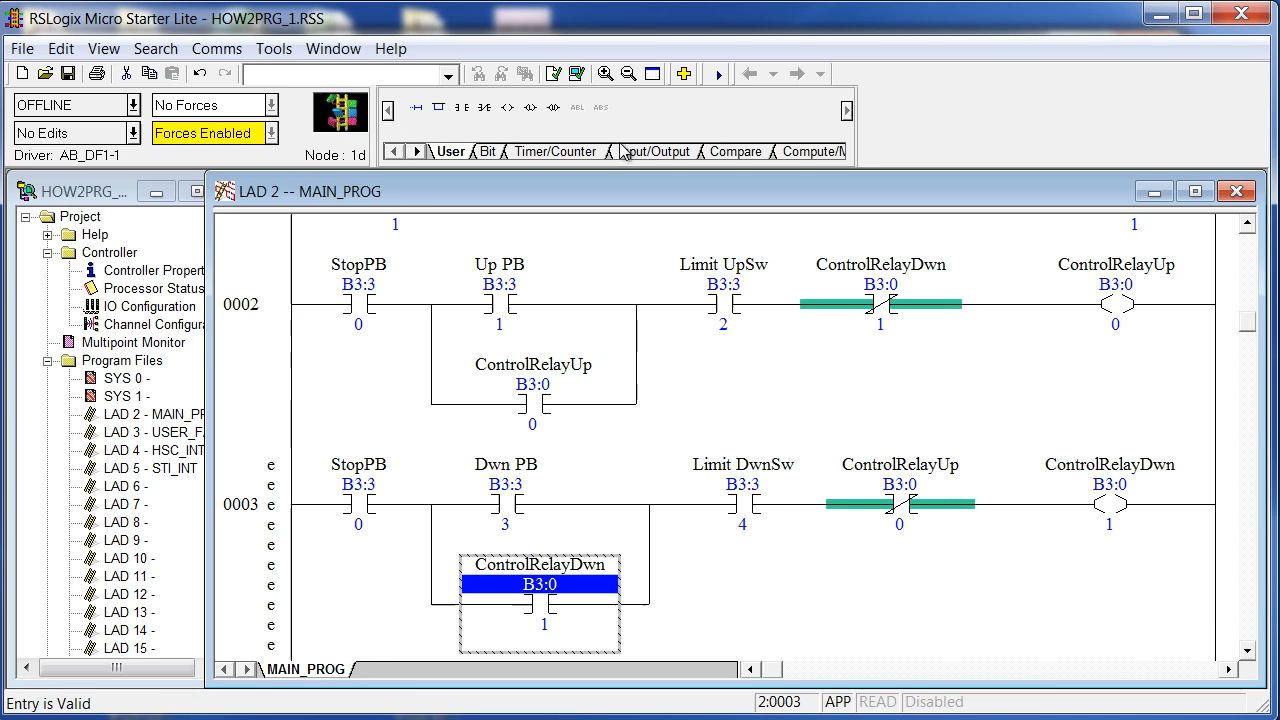 RSLogix Micro Starter Lite - HOW2PRG_1.RSS
File Edit View Search Comms Tools Window Help
OFFLINE No Forces
No Edits Forces Enabled
Driver: AB_DF1-1 Node : 1d
ABL ABS
User Bit Timer/Counter Input/Output Compare Compute/M
HOW2PRG_...
LAD 2 -- MAIN_PROG
Project
Help
Controller
Controller Propert
Processor Status
IO Configuration
Channel Configura
Multipoint Monitor
Program Files
SYS 0 -
SYS 1 -
LAD 2 - MAIN_PR
LAD 3 - USER_FA
LAD 4 - HSC_INT
LAD 5 - STI_INT
LAD 6 -
LAD 7 -
LAD 8 -
LAD 9 -
LAD 10 -
LAD 11 -
LAD 12 -
LAD 13 -
LAD 14 -
LAD 15 -
1 1
StopPB Up PB Limit UpSw ControlRelayDwn ControlRelayUp
B3:3 B3:3 B3:3 B3:0 B3:0
0002
0 1 2 1 0
ControlRelayUp
B3:0
0
e StopPB Dwn PB Limit DwnSw ControlRelayUp ControlRelayDwn
e B3:3 B3:3 B3:3 B3:0 B3:0
0003 e
e 0 3 4 0 1
e
e ControlRelayDwn
e B3:0
e
e 1
e
MAIN_PROG
Entry is Valid 2:0003 APP READ Disabled